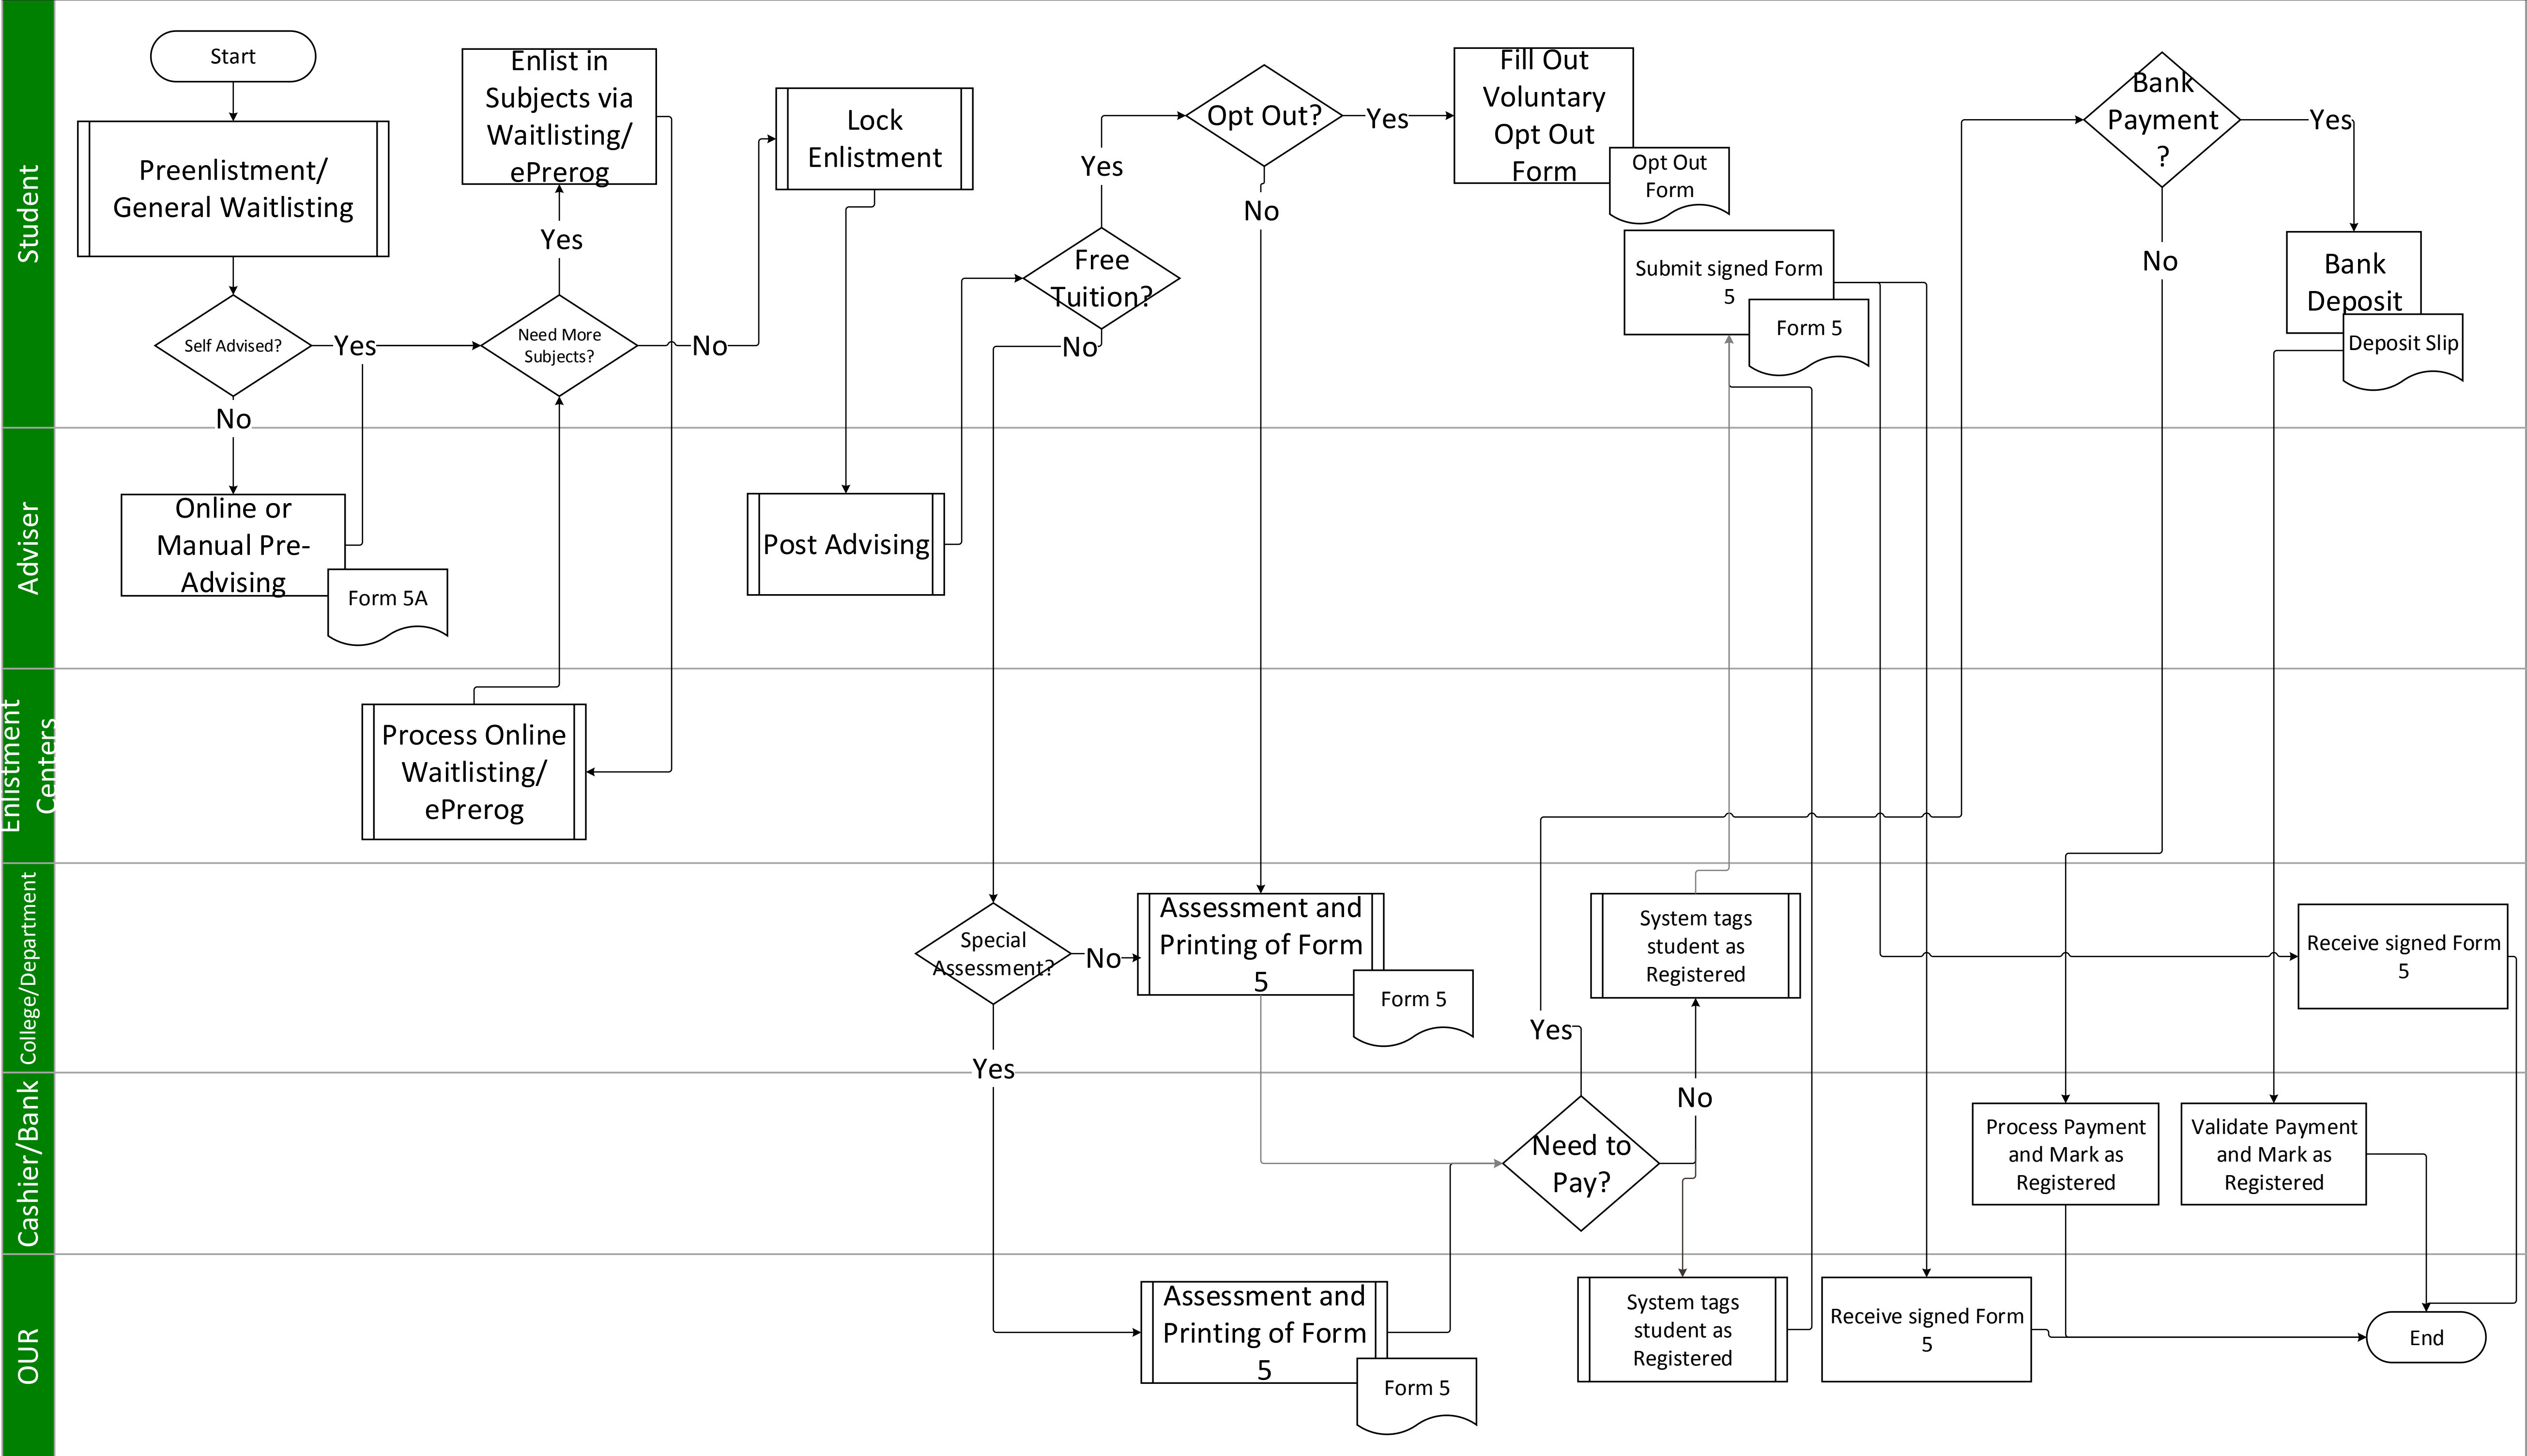 Student
Start
Preenlistment/
General Waitlisting
Self Advised?
Yes
No
Enlist in
Subjects via
Waitlisting/
ePrerog
Yes
Need More
Subjects?
No
Lock
Enlistment
Free
Tuition?
Yes
No
Opt Out?
Yes
No
Fill Out
Voluntary
Opt Out
Form
Opt Out
Form
Submit signed Form
5
Form 5
Bank
Payment
?
Yes
No
Bank
Deposit
Deposit Slip
Adviser
Online or
Manual Pre-
Advising
Form 5A
Post Advising
Enlistment
Centers
Process Online
Waitlisting/
ePrerog
College/Department
Special
Assessment?
No
Yes
Assessment and
Printing of Form
5
Form 5
System tags
student as
Registered
Receive signed Form
5
Cashier/Bank
Yes
Need to
Pay?
No
Process Payment
and Mark as
Registered
Validate Payment
and Mark as
Registered
OUR
Assessment and
Printing of Form
5
Form 5
System tags
student as
Registered
Receive signed Form
5
End